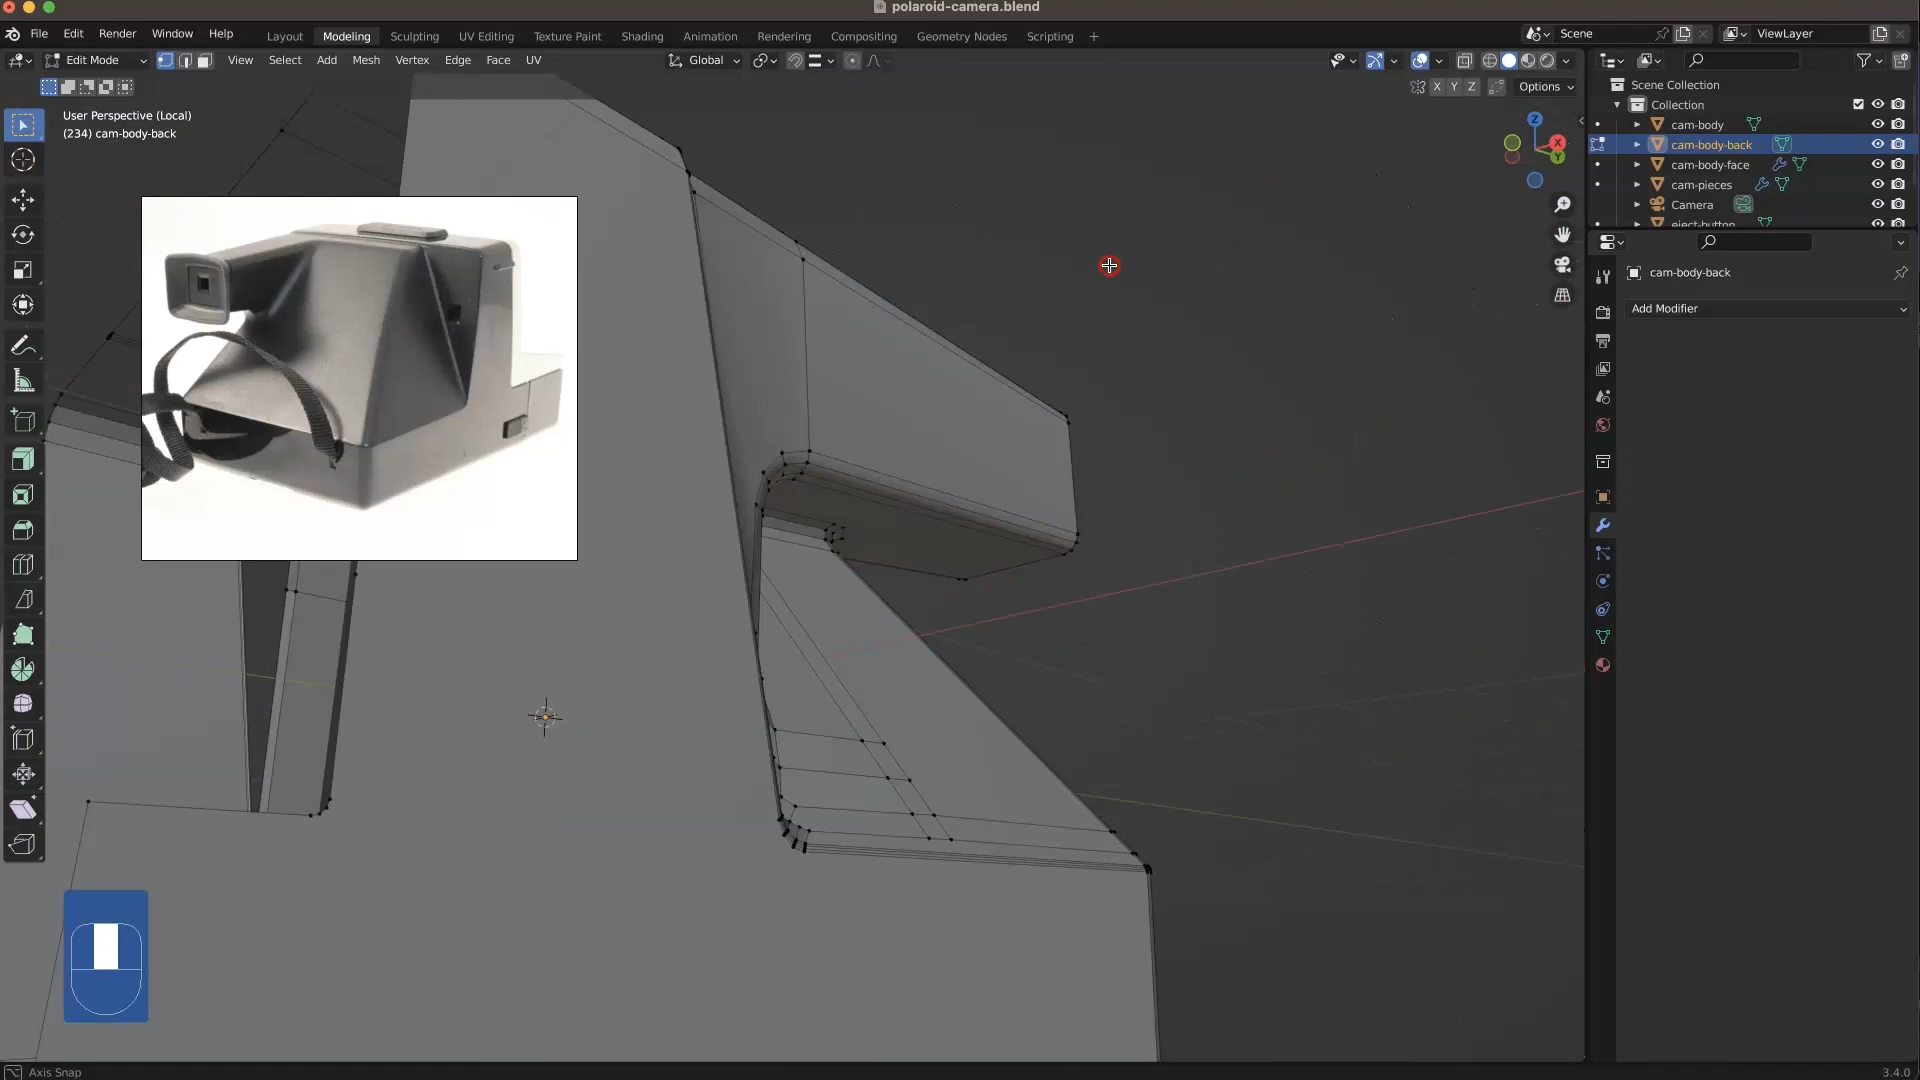 polaroid-camera.blend
File Edit Render Window Help Layout Modeling Sculpting UV Editing Texture Paint Shading Animation Rendering Compositing Geometry Nodes Scripting + Scene ViewLayer
Edit Mode View Select Add Mesh Vertex Edge Face UV Global
X Y Z Options
User Perspective (Local)
(234) cam-body-back
Z
X
Y
Scene Collection
Collection
cam-body
cam-body-back
cam-body-face
cam-pieces
Camera
eject-button
cam-body-back
Add Modifier
Axis Snap 3.4.0